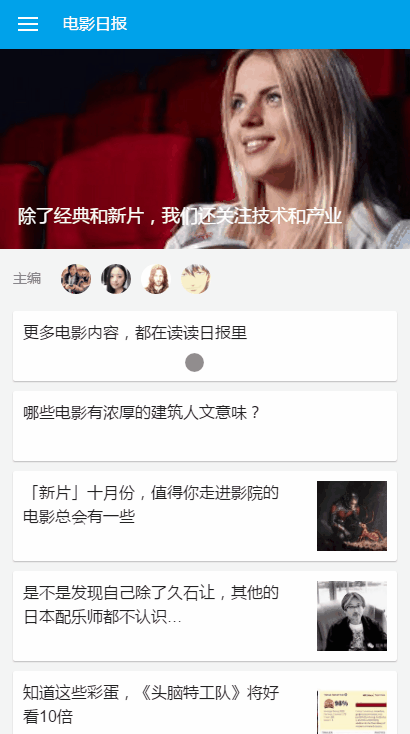 电影日报
除了经典和新片，我们还关注技术和产业
主编
更多电影内容，都在读读日报里
哪些电影有浓厚的建筑人文意味？
「新片」十月份，值得你走进影院的
电影总会有一些
是不是发现自己除了久石让，其他的
日本配乐师都不认识…
知道这些彩蛋，《头脑特工队》将好
看10倍
98%